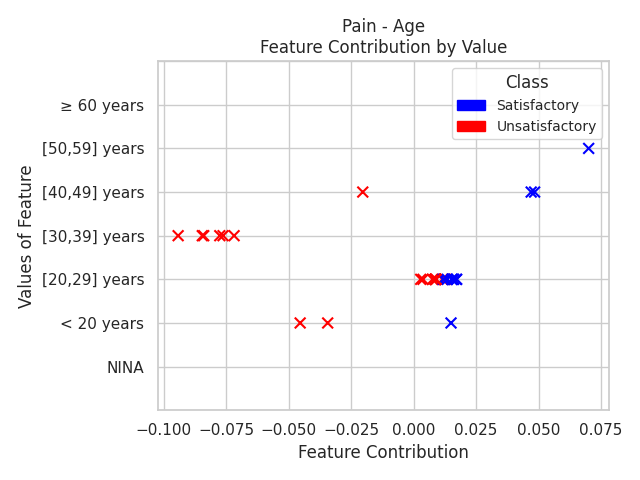 Pain - Age
Feature Contribution by Value
Class
Satisfactory
Unsatisfactory
Values of Feature
≥ 60 years
[50,59] years
[40,49] years
[30,39] years
[20,29] years
< 20 years
NINA
−0.100 −0.075 −0.050 −0.025 0.000 0.025 0.050 0.075
Feature Contribution